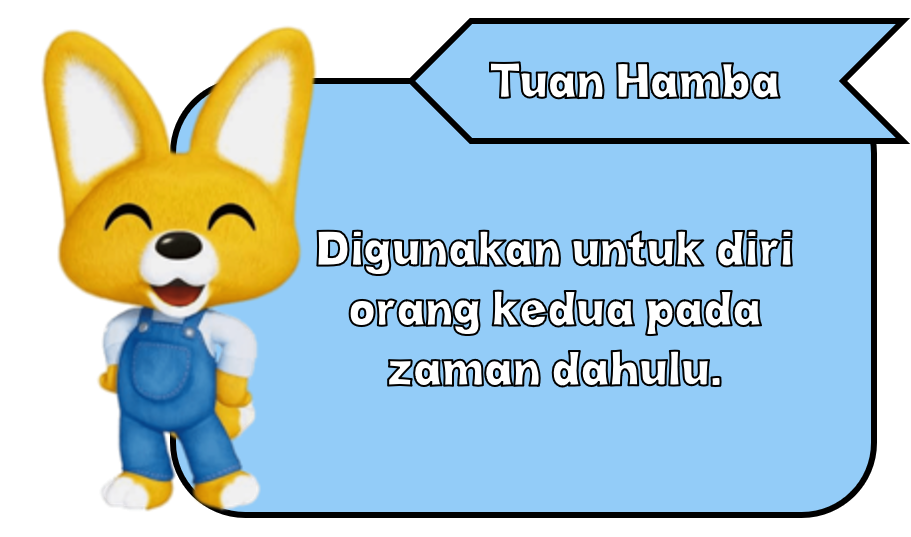 Tuan Hamba
Digunakan untuk diri
orang kedua pada
zaman dahulu.